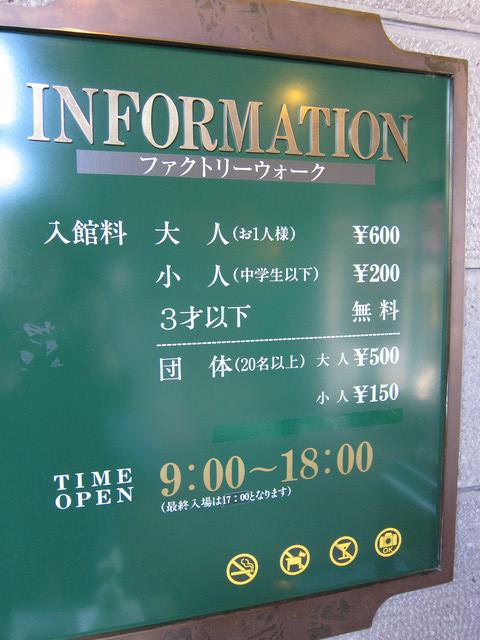 INFORMATION
ファクトリーウォーク
入館料 大人(お1人様) ¥600
小人(中学生以下) ¥200
3才以下 無料
団体(20名以上) 大人 ¥500
小人 ¥150
TIME OPEN 9:00～18:00
(最終入場は17:00となります)
OK